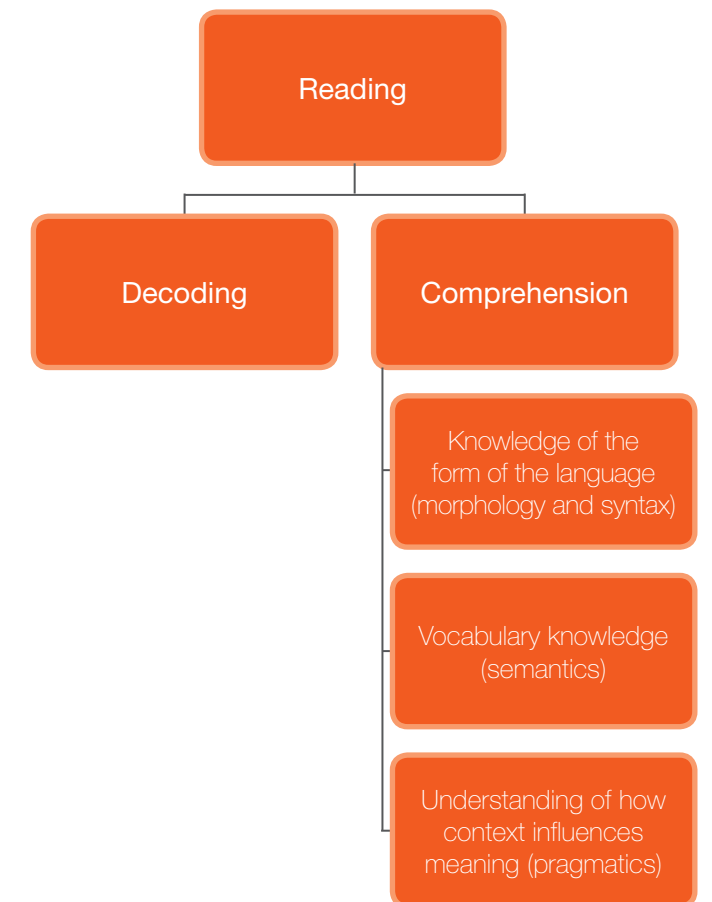 Reading
Decoding
Comprehension
Knowledge of the
form of the language
(morphology and syntax)
Vocabulary knowledge
(semantics)
Understanding of how
context influences
meaning (pragmatics)